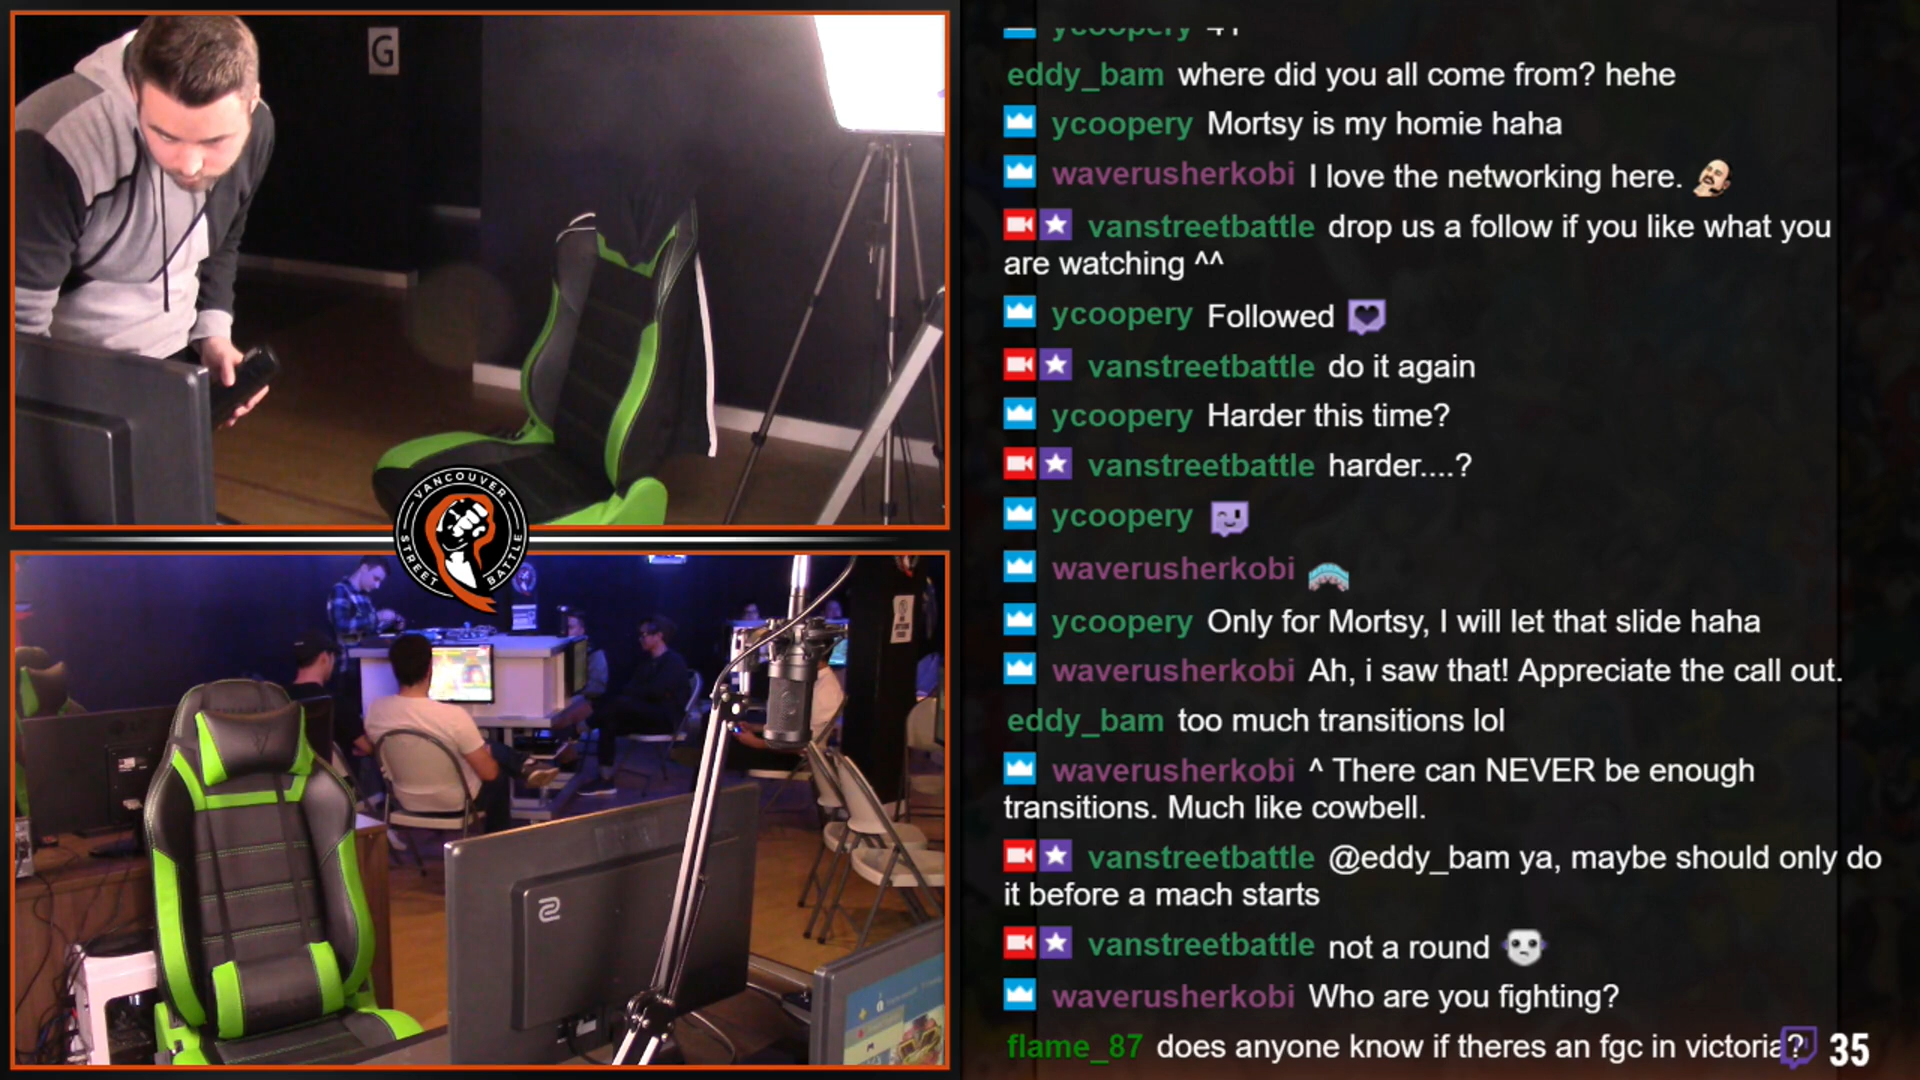 G
VANCOUVER
STREET BATTLE
ycoopery 41
eddy_bam where did you all come from? hehe
ycoopery Mortsy is my homie haha
waverusherkobi I love the networking here.
vanstreetbattle drop us a follow if you like what you
are watching ^^
ycoopery Followed
vanstreetbattle do it again
ycoopery Harder this time?
vanstreetbattle harder....?
ycoopery
waverusherkobi
ycoopery Only for Mortsy, I will let that slide haha
waverusherkobi Ah, i saw that! Appreciate the call out.
eddy_bam too much transitions lol
waverusherkobi ^ There can NEVER be enough
transitions. Much like cowbell.
vanstreetbattle @eddy_bam ya, maybe should only do
it before a mach starts
vanstreetbattle not a round
waverusherkobi Who are you fighting?
flame_87 does anyone know if theres an fgc in victoria?
35